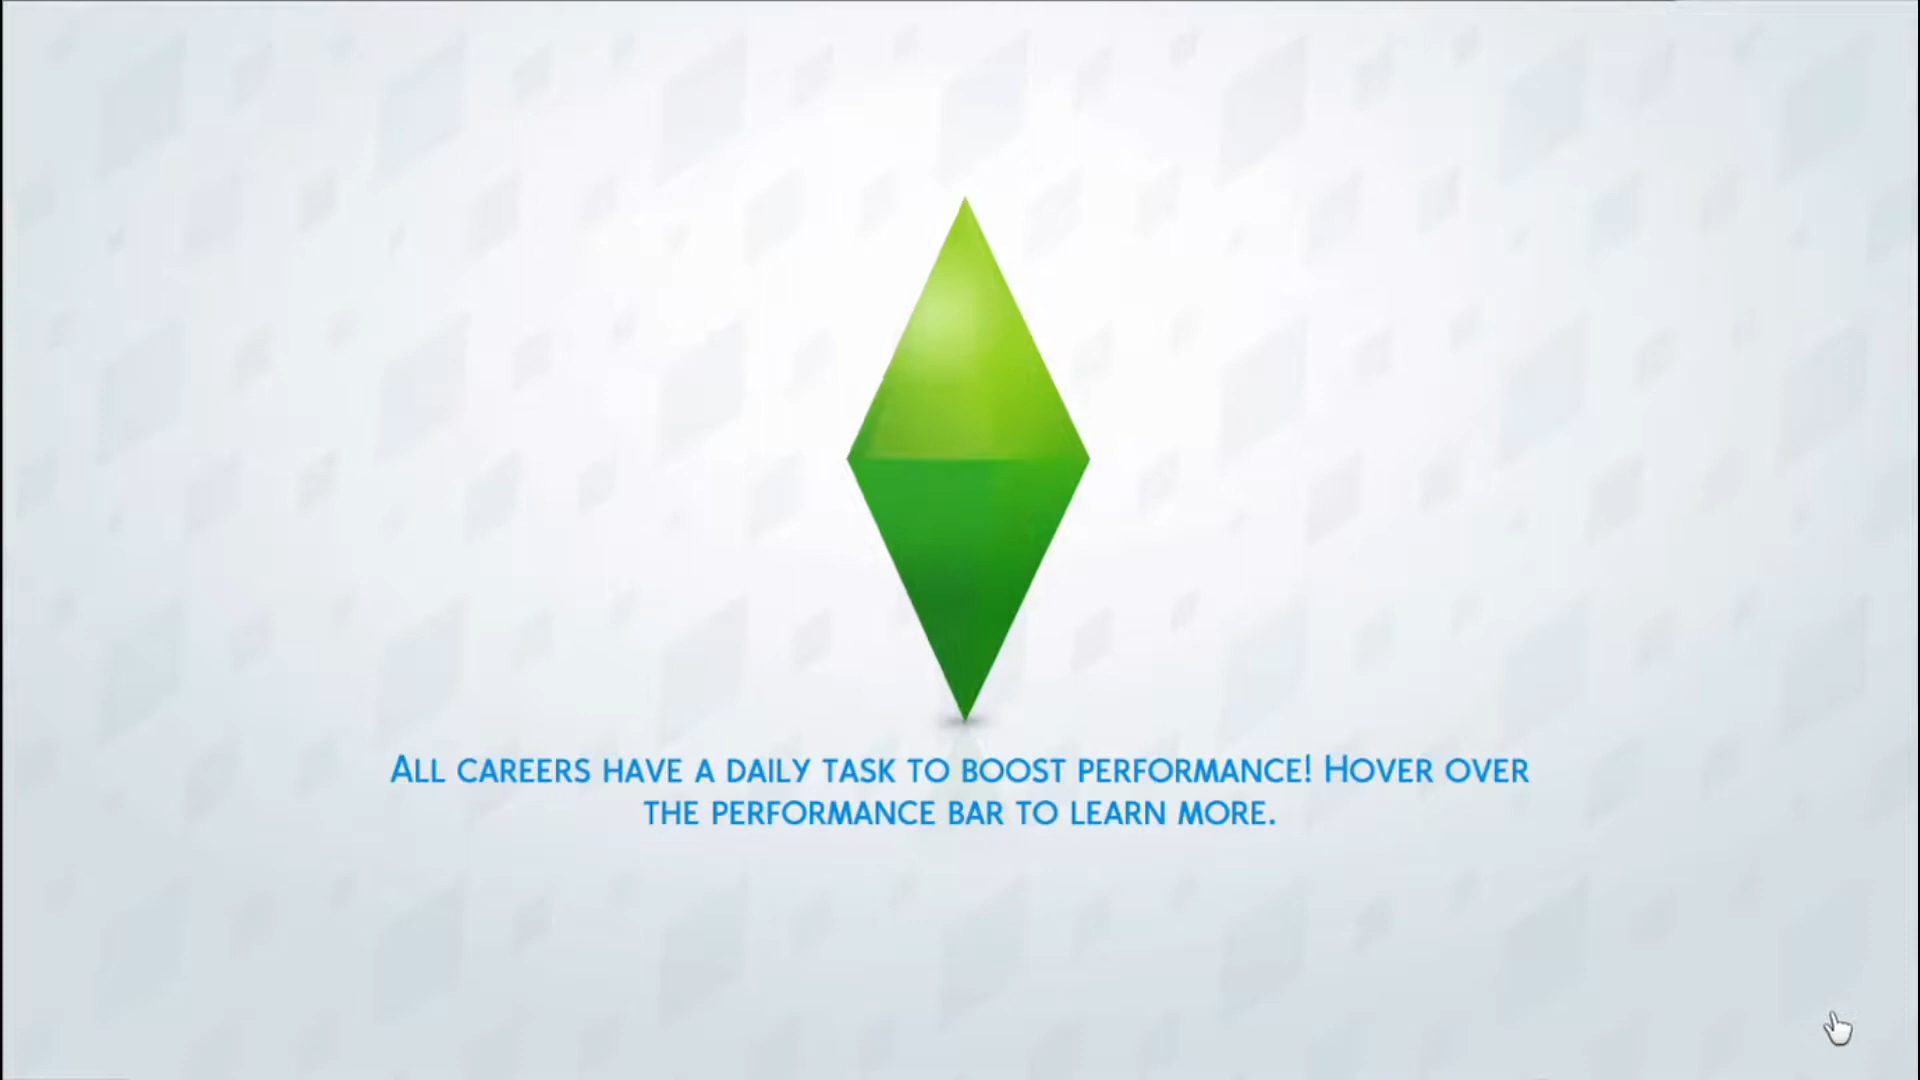 All careers have a daily task to boost performance! Hover over
the performance bar to learn more.